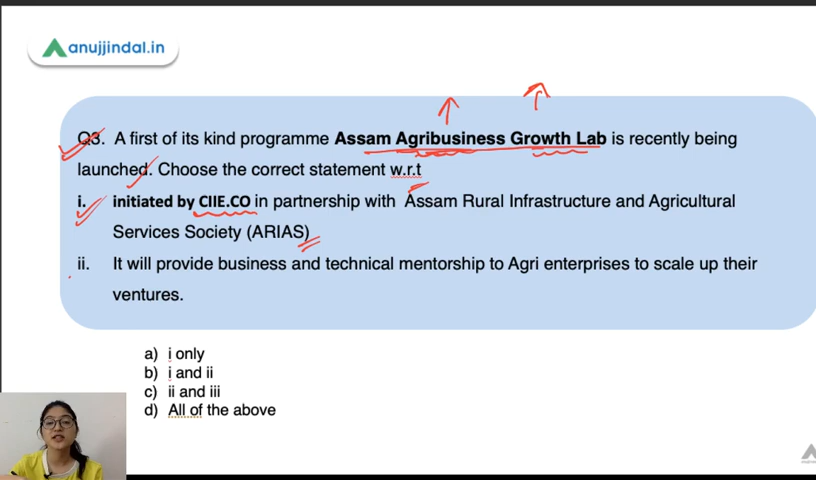 anujjindal.in
Q3. A first of its kind programme Assam Agribusiness Growth Lab is recently being
launched. Choose the correct statement w.r.t
i. initiated by CIIE.CO in partnership with Assam Rural Infrastructure and Agricultural
Services Society (ARIAS)
ii. It will provide business and technical mentorship to Agri enterprises to scale up their
ventures.
a) i only
b) i and ii
c) ii and iii
d) All of the above